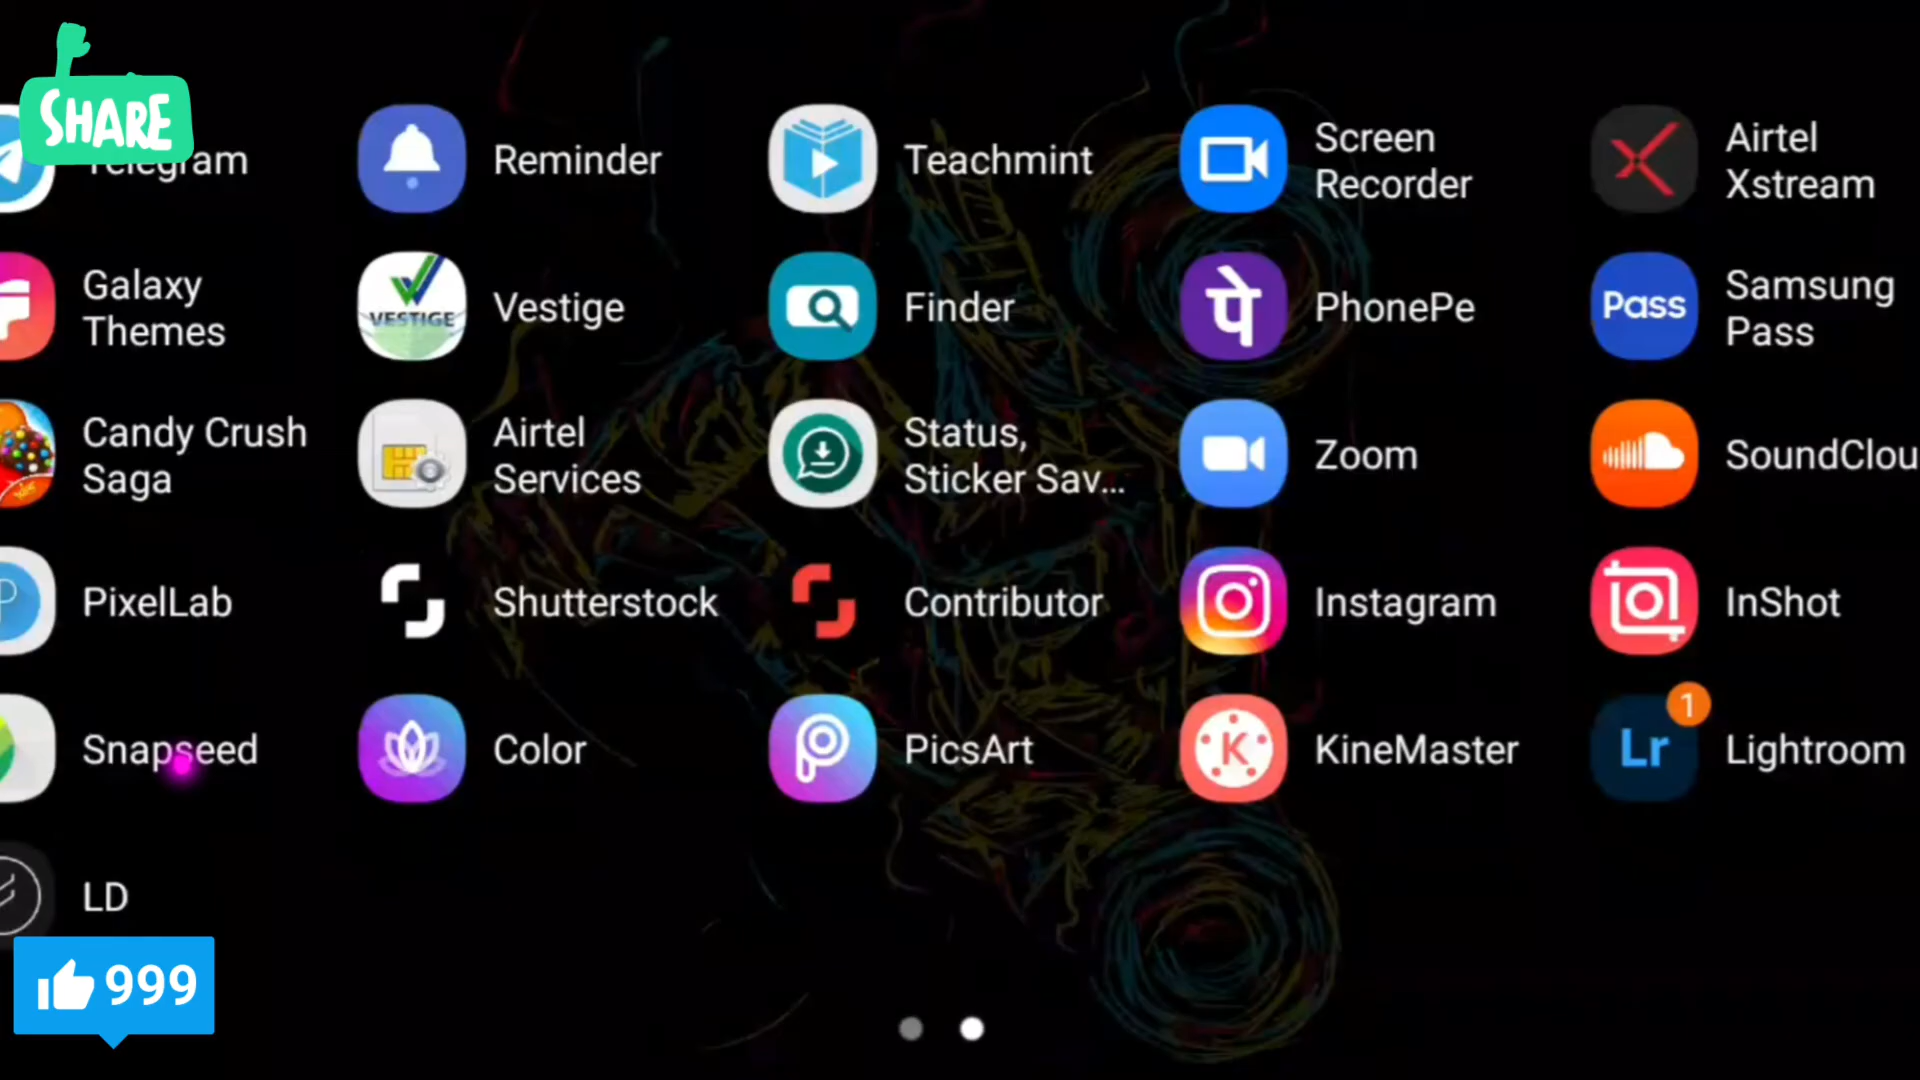 SHARE
Telegram
Reminder
Teachmint
Screen
Recorder
Airtel
Xstream
Galaxy
Themes
VESTIGE
Vestige
Finder
पे
PhonePe
Pass
Samsung
Pass
Candy Crush
Saga
Airtel
Services
Status,
Sticker Sav...
Zoom
SoundClou
PixelLab
Shutterstock
Contributor
Instagram
InShot
Snapseed
Color
PicsArt
K
KineMaster
Lr
1
Lightroom
LD
999